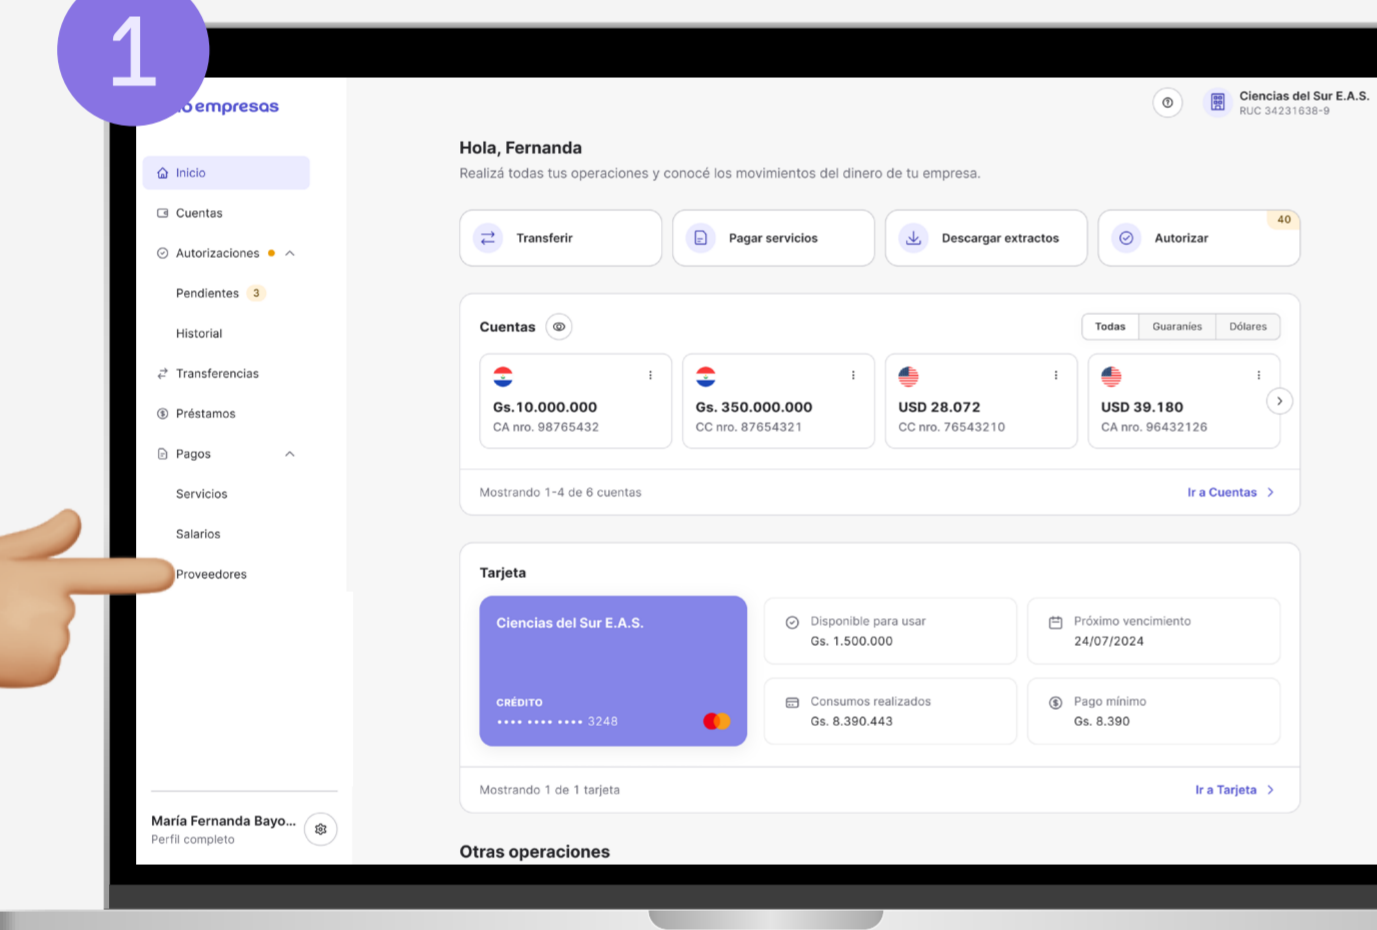 1
empresas
Ciencias del Sur E.A.S.
RUC 34231638-9
Inicio
Cuentas
Autorizaciones
Pendientes 3
Historial
Transferencias
Préstamos
Pagos
Servicios
Salarios
Proveedores
María Fernanda Bayo...
Perfil completo
Hola, Fernanda
Realizá todas tus operaciones y conocé los movimientos del dinero de tu empresa.
Transferir
Pagar servicios
Descargar extractos
Autorizar
40
Cuentas
Todas Guaraníes Dólares
Gs. 10.000.000
CA nro. 98765432
Gs. 350.000.000
CC nro. 87654321
USD 28.072
CC nro. 76543210
USD 39.180
CA nro. 96432126
Mostrando 1-4 de 6 cuentas
Ir a Cuentas
Tarjeta
Ciencias del Sur E.A.S.
CRÉDITO
•••• •••• •••• 3248
Disponible para usar
Gs. 1.500.000
Próximo vencimiento
24/07/2024
Consumos realizados
Gs. 8.390.443
Pago mínimo
Gs. 8.390
Mostrando 1 de 1 tarjeta
Ir a Tarjeta
Otras operaciones